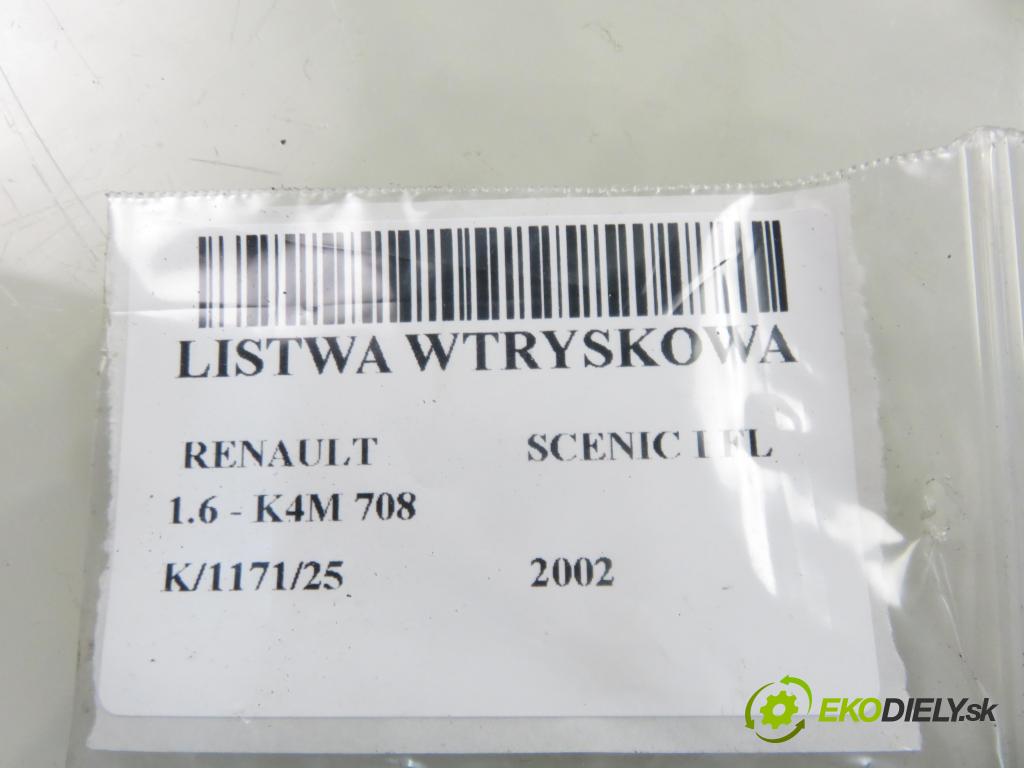 LISTWA WTRYSKOWA
RENAULT SCENIC I FL
1.6 - K4M 708
K/1171/25 2002
EKODIELY.sk